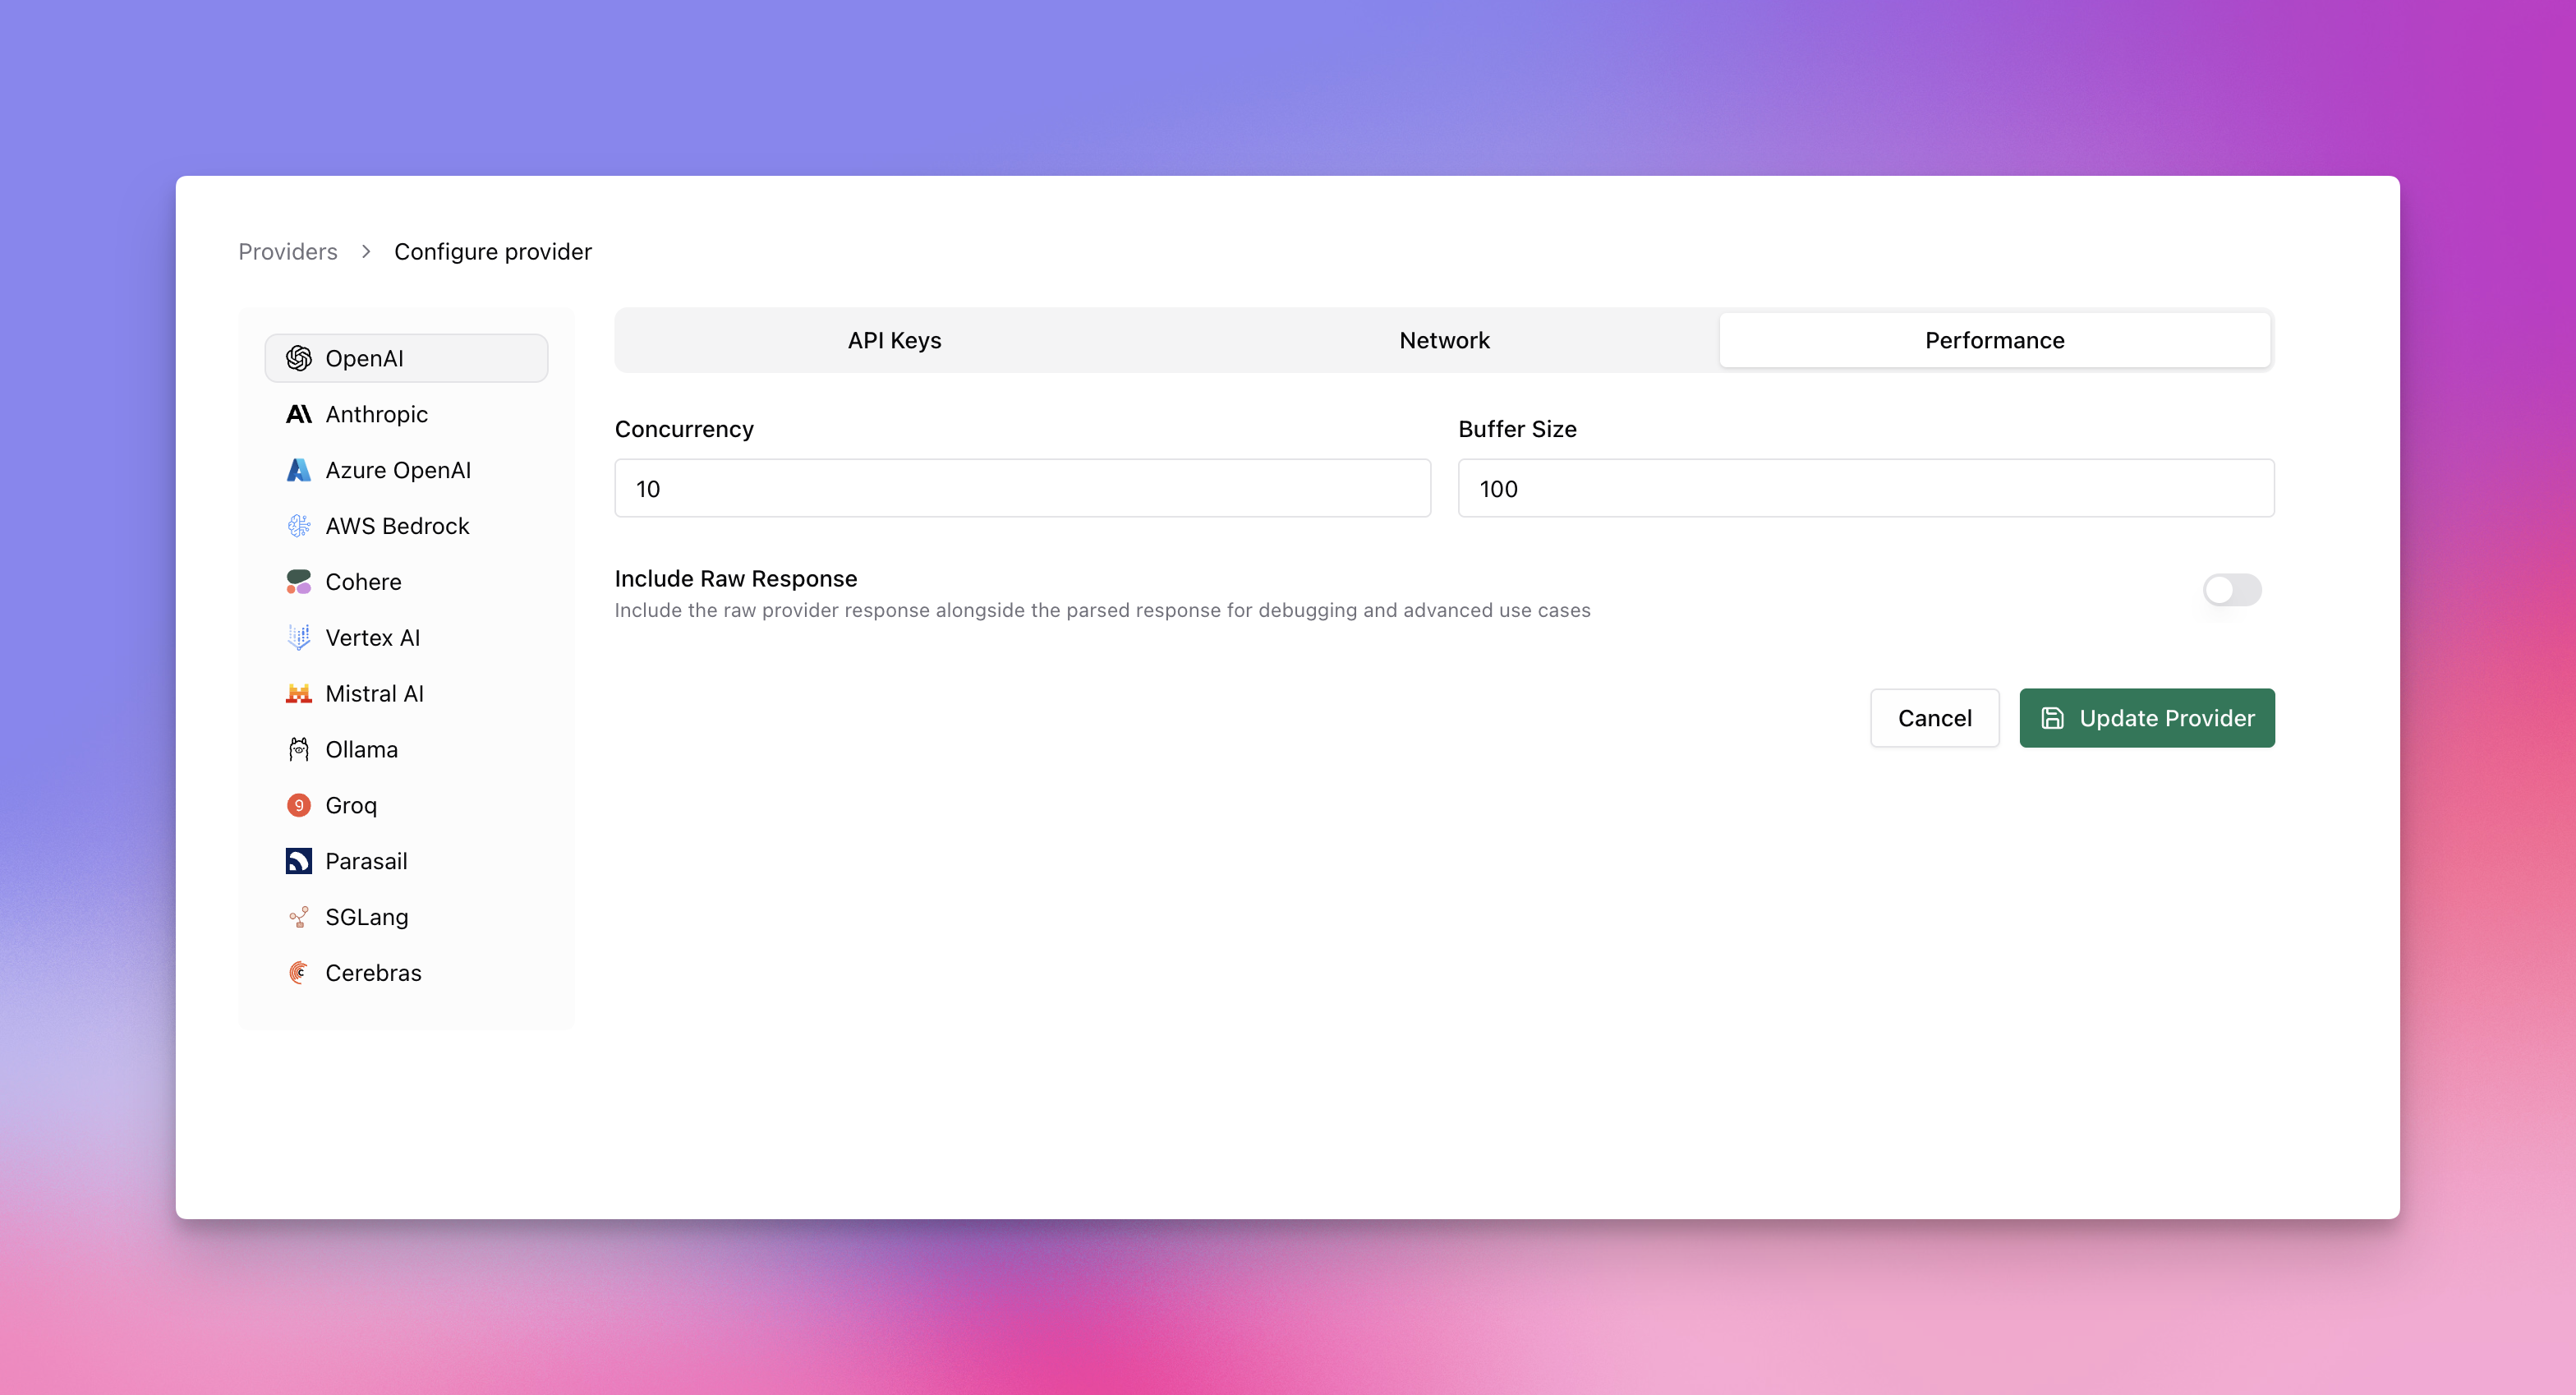 Providers > Configure provider
OpenAI
Anthropic
Azure OpenAI
AWS Bedrock
Cohere
Vertex AI
Mistral AI
Ollama
Groq
Parasail
SGLang
Cerebras
API Keys Network Performance
Concurrency Buffer Size
10 100
Include Raw Response
Include the raw provider response alongside the parsed response for debugging and advanced use cases
Cancel Update Provider